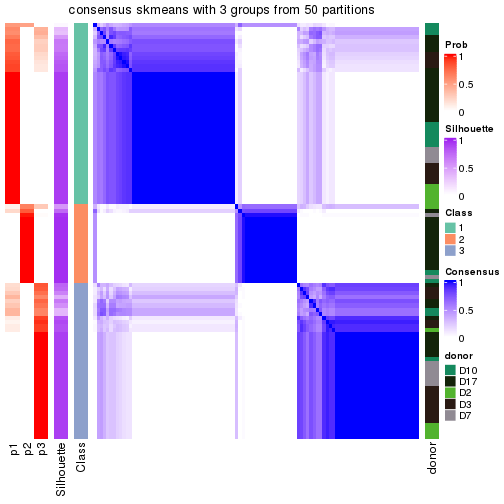 consensus skmeans with 3 groups from 50 partitions
Prob
1
0.5
0
Silhouette
1
0.5
0
Class
1
2
3
Consensus
1
0.5
0
donor
D10
D17
D2
D3
D7
p1
p2
p3
Silhouette
Class
donor